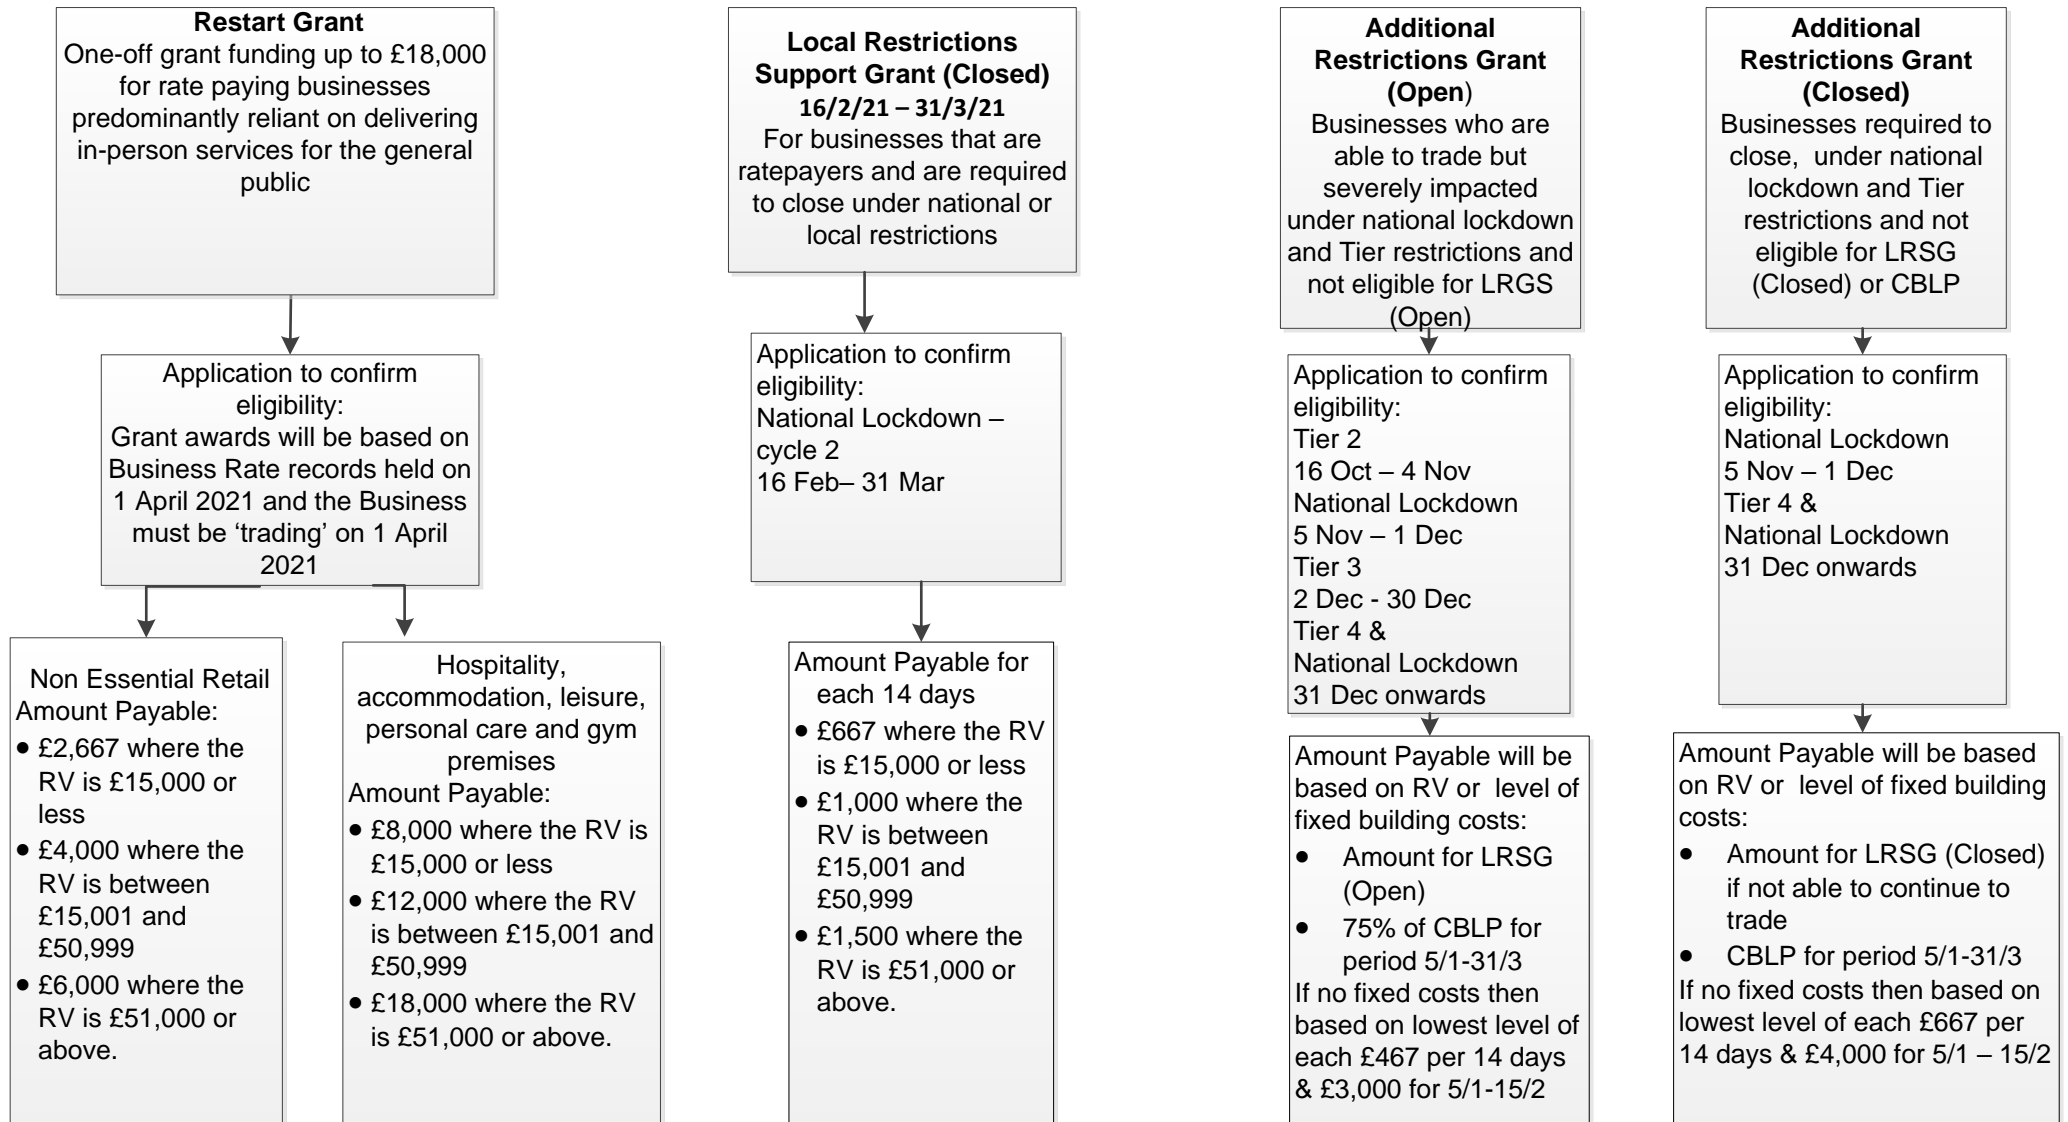 Restart Grant
One-off grant funding up to £18,000
for rate paying businesses
predominantly reliant on delivering
in-person services for the general
public
Application to confirm
eligibility:
Grant awards will be based on
Business Rate records held on
1 April 2021 and the Business
must be ‘trading’ on 1 April
2021
Non Essential Retail
Amount Payable:
• £2,667 where the
RV is £15,000 or
less
• £4,000 where the
RV is between
£15,001 and
£50,999
• £6,000 where the
RV is £51,000 or
above.
Hospitality,
accommodation, leisure,
personal care and gym
premises
Amount Payable:
• £8,000 where the RV is
£15,000 or less
• £12,000 where the RV
is between £15,001 and
£50,999
• £18,000 where the RV
is £51,000 or above.
Local Restrictions
Support Grant (Closed)
16/2/21 – 31/3/21
For businesses that are
ratepayers and are required
to close under national or
local restrictions
Application to confirm
eligibility:
National Lockdown –
cycle 2
16 Feb– 31 Mar
Amount Payable for
each 14 days
• £667 where the RV
is £15,000 or less
• £1,000 where the
RV is between
£15,001 and
£50,999
• £1,500 where the
RV is £51,000 or
above.
Additional
Restrictions Grant
(Open)
Businesses who are
able to trade but
severely impacted
under national lockdown
and Tier restrictions and
not eligible for LRGS
(Open)
Application to confirm
eligibility:
Tier 2
16 Oct – 4 Nov
National Lockdown
5 Nov – 1 Dec
Tier 3
2 Dec - 30 Dec
Tier 4 &
National Lockdown
31 Dec onwards
Amount Payable will be
based on RV or level of
fixed building costs:
• Amount for LRSG
(Open)
• 75% of CBLP for
period 5/1-31/3
If no fixed costs then
based on lowest level of
each £467 per 14 days
& £3,000 for 5/1-15/2
Additional
Restrictions Grant
(Closed)
Businesses required to
close, under national
lockdown and Tier
restrictions and not
eligible for LRSG
(Closed) or CBLP
Application to confirm
eligibility:
National Lockdown
5 Nov – 1 Dec
Tier 4 &
National Lockdown
31 Dec onwards
Amount Payable will be based
on RV or level of fixed building
costs:
• Amount for LRSG (Closed)
if not able to continue to
trade
• CBLP for period 5/1-31/3
If no fixed costs then based on
lowest level of each £667 per
14 days & £4,000 for 5/1 – 15/2